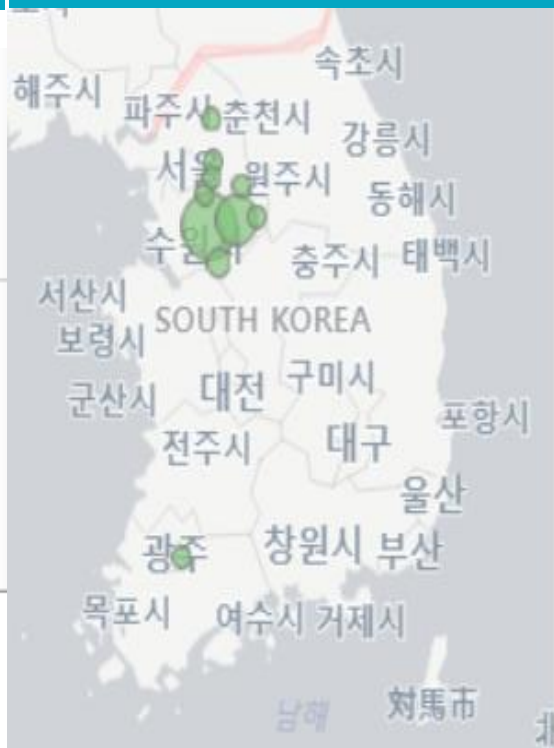 속초시
해주시
파주시 춘천시
강릉시
서울 원주시
동해시
수원시
충주시 태백시
서산시
SOUTH KOREA
보령시
대전 구미시
군산시
포항시
전주시 대구
울산
광주 창원시 부산
목포시 여수시 거제시
남해 対馬市
北